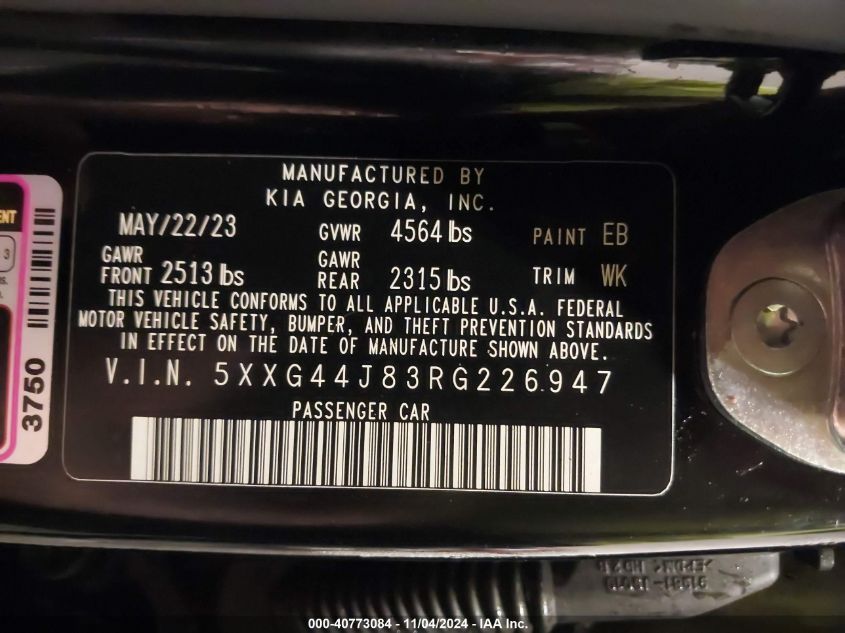 MANUFACTURED BY
KIA GEORGIA, INC.
MAY/22/23 GVWR 4564 lbs PAINT EB
GAWR GAWR
FRONT 2513 lbs REAR 2315 lbs TRIM WK
THIS VEHICLE CONFORMS TO ALL APPLICABLE U.S.A. FEDERAL
MOTOR VEHICLE SAFETY, BUMPER, AND THEFT PREVENTION STANDARDS
IN EFFECT ON THE DATE OF MANUFACTURE SHOWN ABOVE.
V.I.N. 5XXG44J83RG226947
PASSENGER CAR
3750
000-40773084 - 11/04/2024 - IAA Inc.